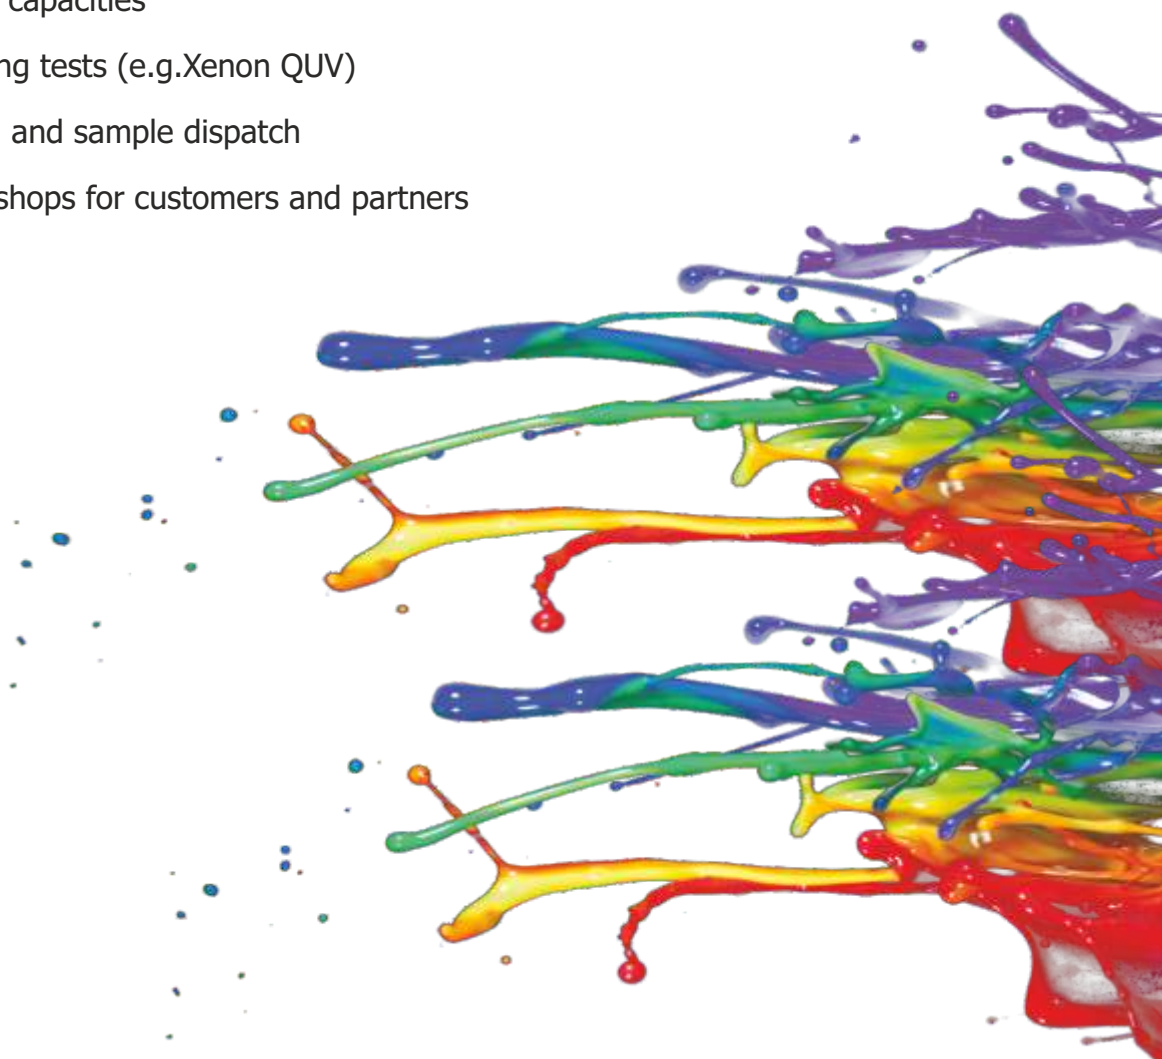 capacities
ng tests (e.g.Xenon QUV)
and sample dispatch
shops for customers and partners